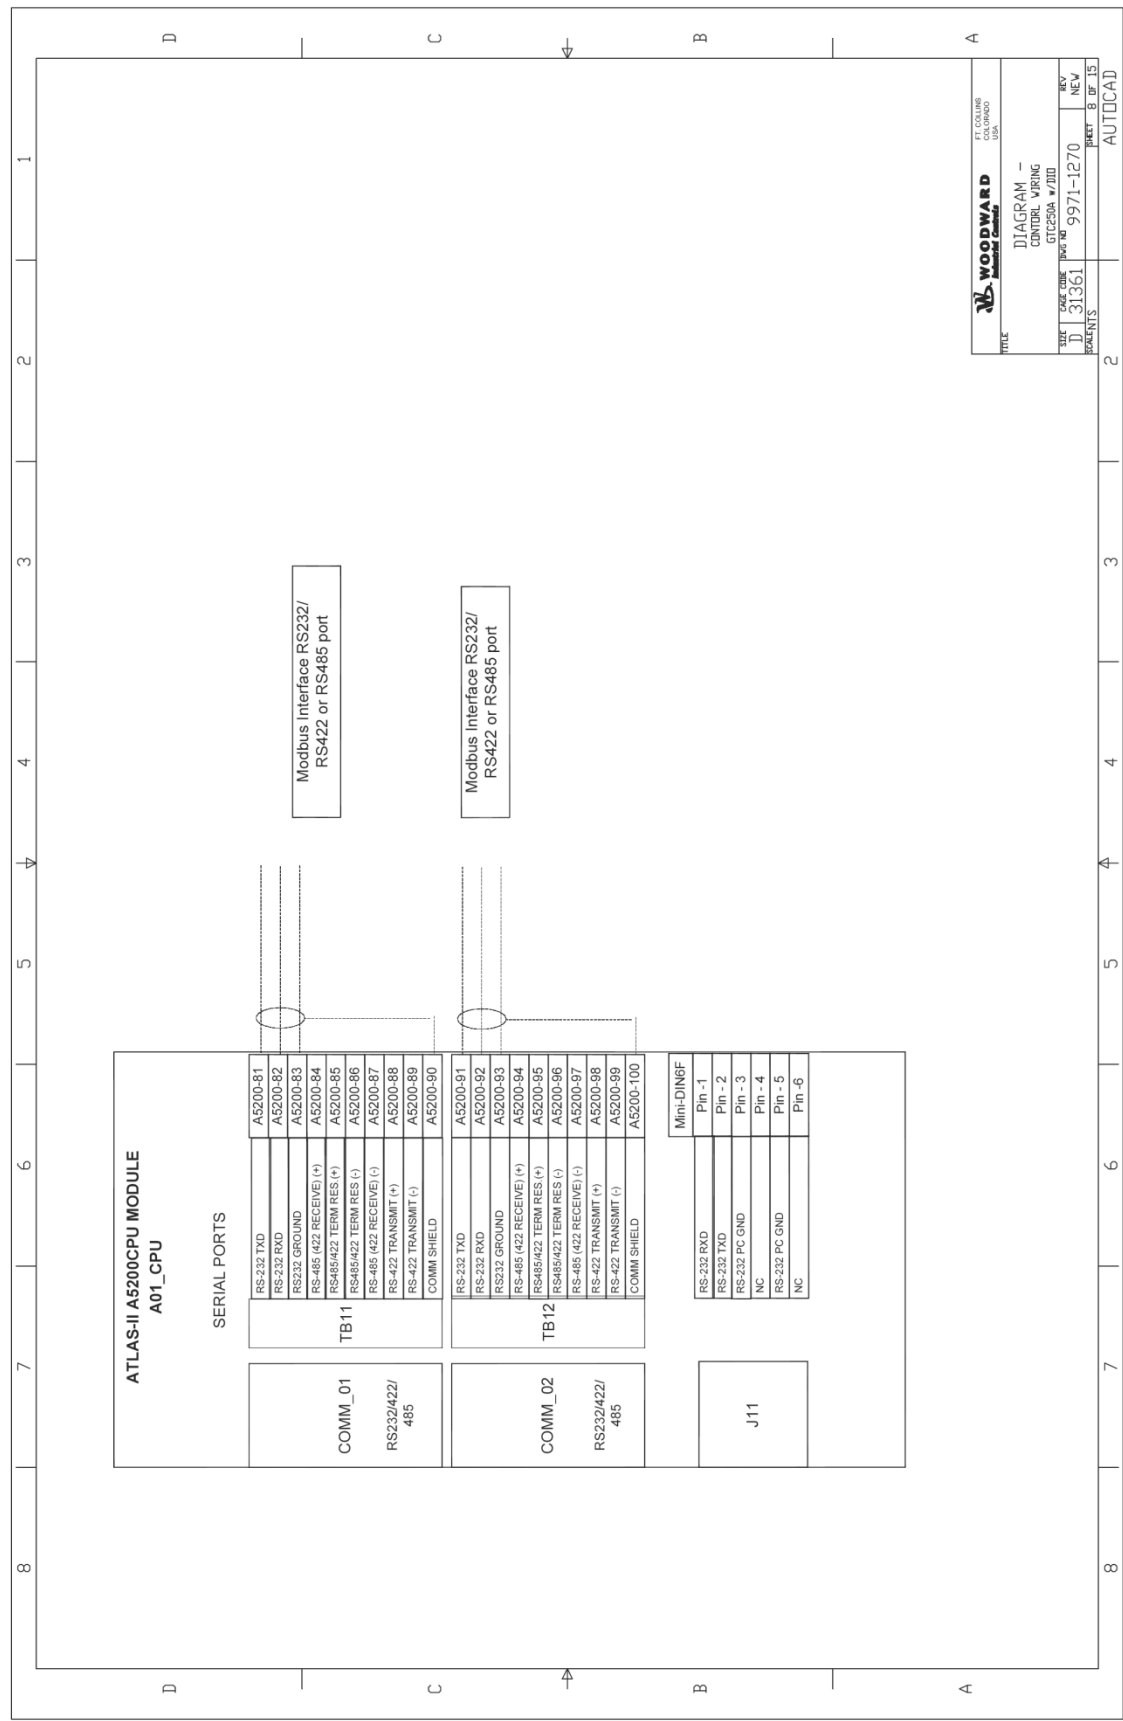 8 7 6 5 4 3 2 1
D
C
B
A
ATLAS-II A5200CPU MODULE
A01_CPU
SERIAL PORTS
COMM_01
RS232/422/
485
TB11
RS-232 TXD A5200-81
RS-232 RXD A5200-82
RS232 GROUND A5200-83
RS-485 (422 RECEIVE) (+) A5200-84
RS485/422 TERM RES.(+) A5200-85
RS485/422 TERM RES (-) A5200-86
RS-485 (422 RECEIVE) (-) A5200-87
RS-422 TRANSMIT (+) A5200-88
RS-422 TRANSMIT (-) A5200-89
COMM SHIELD A5200-90
Modbus Interface RS232/
RS422 or RS485 port
COMM_02
RS232/422/
485
TB12
RS-232 TXD A5200-91
RS-232 RXD A5200-92
RS232 GROUND A5200-93
RS-485 (422 RECEIVE) (+) A5200-94
RS485/422 TERM RES.(+) A5200-95
RS485/422 TERM RES (-) A5200-96
RS-485 (422 RECEIVE) (-) A5200-97
RS-422 TRANSMIT (+) A5200-98
RS-422 TRANSMIT (-) A5200-99
COMM SHIELD A5200-100
Modbus Interface RS232/
RS422 or RS485 port
J11
Mini-DIN6F
RS-232 RXD Pin -1
RS-232 TXD Pin - 2
RS-232 PC GND Pin - 3
NC Pin - 4
RS-232 PC GND Pin - 5
NC Pin -6
WOODWARD
Industrial Controls
FT. COLLINS
COLORADO
USA
TITLE
DIAGRAM –
CONTORL WIRING
GTC250A w/DIO
SIZE D
CAGE CODE 31361
DWG NO 9971-1270
REV NEW
SCALE NTS
SHEET 8 OF 15
D
C
B
A
8 7 6 5 4 3 2
AUTOCAD